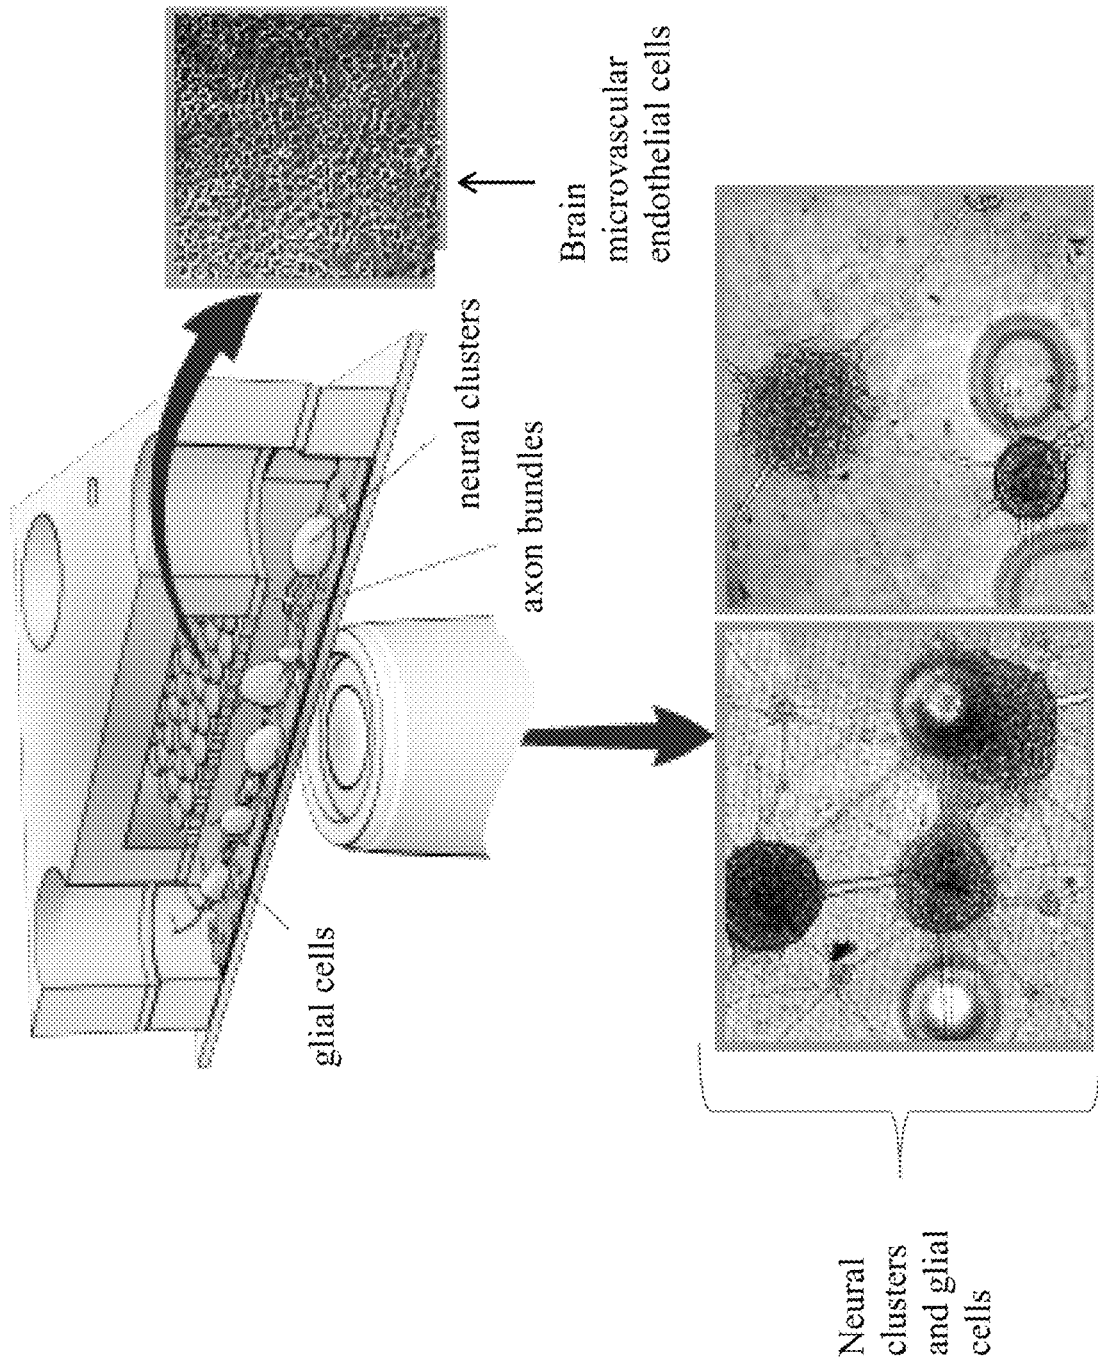 Brain
microvascular
endothelial cells
neural clusters
axon bundles
glial cells
Neural
clusters
and glial
cells